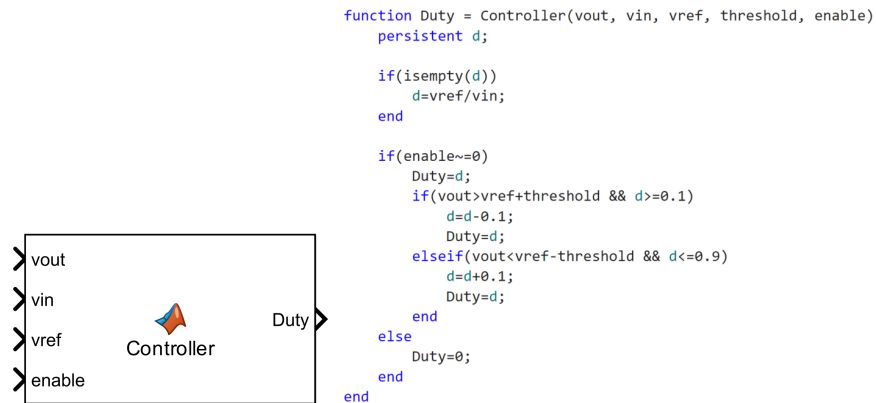 function Duty = Controller(vout, vin, vref, threshold, enable)
    persistent d;
    if(isempty(d))
        d=vref/vin;
    end
    if(enable~=0)
        Duty=d;
        if(vout>vref+threshold && d>=0.1)
            d=d-0.1;
            Duty=d;
        elseif(vout<vref-threshold && d<=0.9)
            d=d+0.1;
            Duty=d;
        end
    else
        Duty=0;
    end
end
vout
vin
vref
enable
Controller
Duty